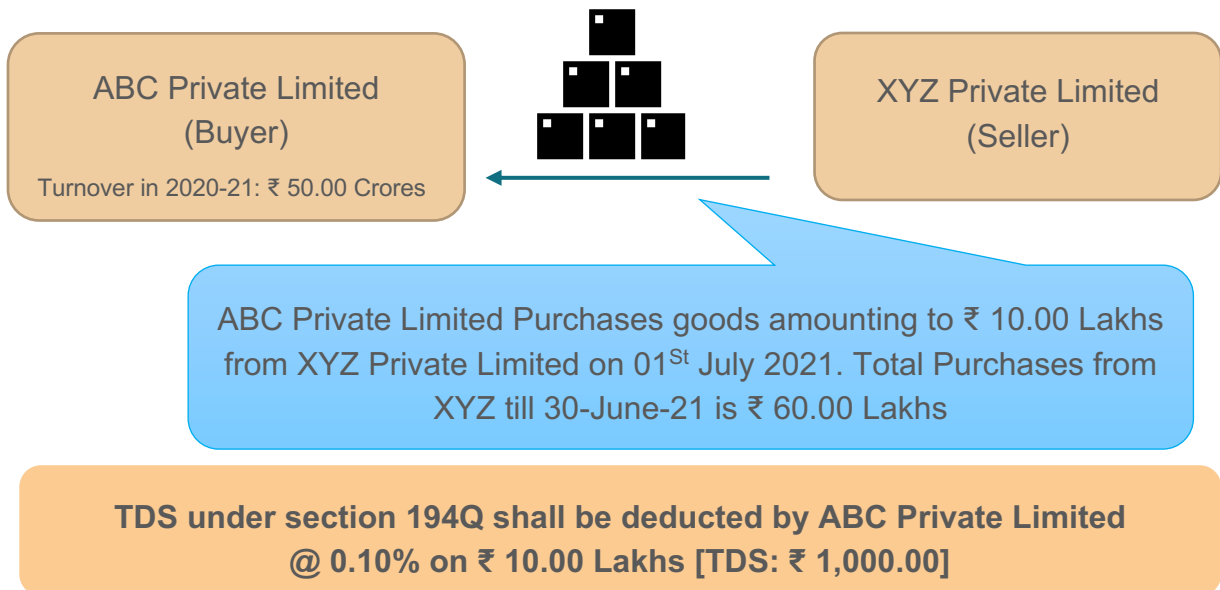 ABC Private Limited
(Buyer)
Turnover in 2020-21: ₹ 50.00 Crores
XYZ Private Limited
(Seller)
ABC Private Limited Purchases goods amounting to ₹ 10.00 Lakhs
from XYZ Private Limited on 01St July 2021. Total Purchases from
XYZ till 30-June-21 is ₹ 60.00 Lakhs
TDS under section 194Q shall be deducted by ABC Private Limited
@ 0.10% on ₹ 10.00 Lakhs [TDS: ₹ 1,000.00]